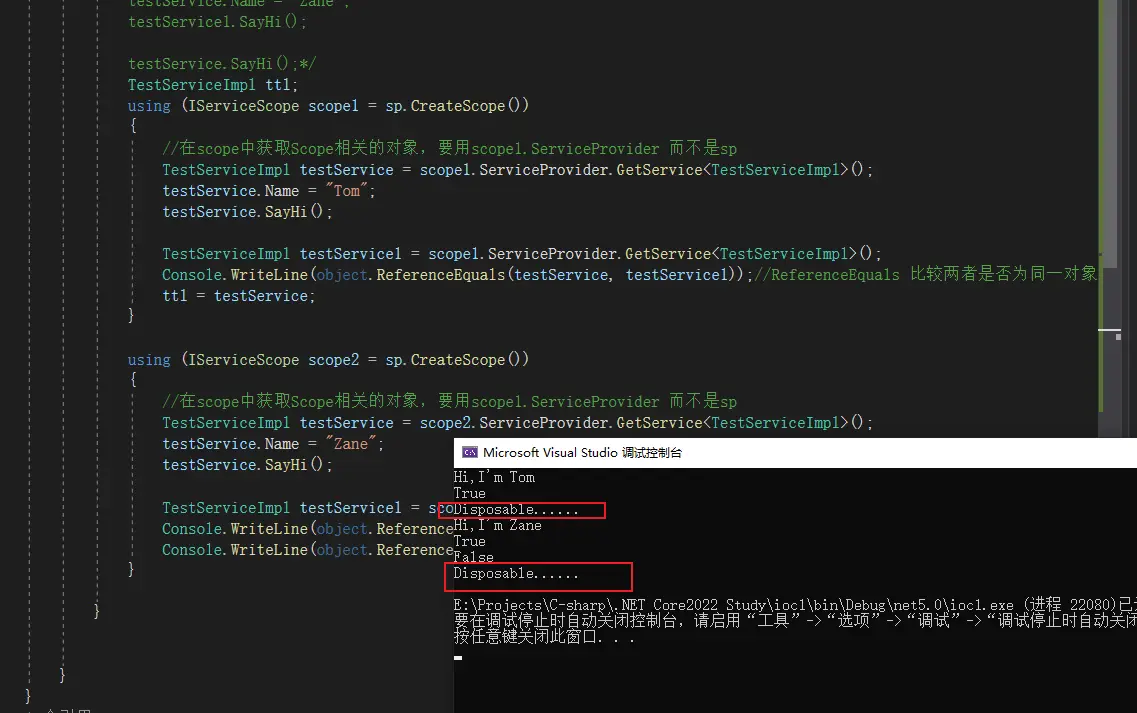 testService.Name = "Zane";
testService1.SayHi();
testService.SayHi();*/
TestServiceImpl ttl;
using (IServiceScope scope1 = sp.CreateScope())
{
//在scope中获取Scope相关的对象，要用scope1.ServiceProvider 而不是sp
TestServiceImpl testService = scope1.ServiceProvider.GetService<TestServiceImpl>();
testService.Name = "Tom";
testService.SayHi();
TestServiceImpl testService1 = scope1.ServiceProvider.GetService<TestServiceImpl>();
Console.WriteLine(object.ReferenceEquals(testService, testService1));//ReferenceEquals 比较两者是否为同一对象
ttl = testService;
}
using (IServiceScope scope2 = sp.CreateScope())
{
//在scope中获取Scope相关的对象，要用scope1.ServiceProvider 而不是sp
TestServiceImpl testService = scope2.ServiceProvider.GetService<TestServiceImpl>();
testService.Name = "Zane";
testService.SayHi();
TestServiceImpl testService1 = sco
Console.WriteLine(object.Reference
Console.WriteLine(object.Reference
}
}
}
}
Microsoft Visual Studio 调试控制台
Hi,I'm Tom
True
Disposable......
Hi,I'm Zane
True
False
Disposable......
E:\Projects\C-sharp\.NET Core2022 Study\ioc1\bin\Debug\net5.0\ioc1.exe (进程 22080)已
要在调试停止时自动关闭控制台，请启用“工具”->“选项”->“调试”->“调试停止时自动关闭
按任意键关闭此窗口. . .